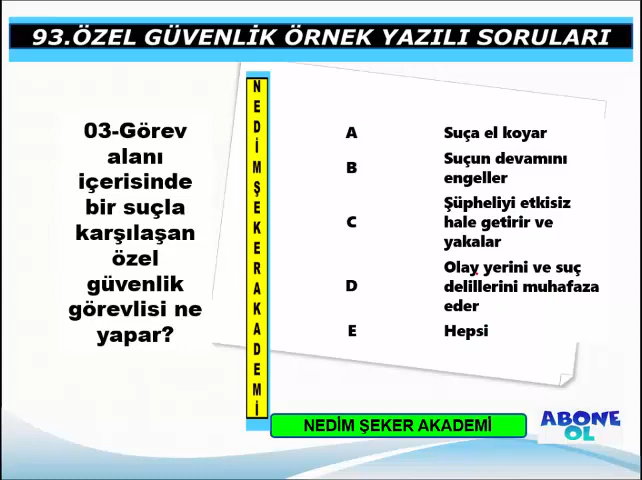 93.ÖZEL GÜVENLİK ÖRNEK YAZILI SORULARI
03-Görev
alanı
içerisinde
bir suçla
karşılaşan
özel
güvenlik
görevlisi ne
yapar?
NEDİM ŞEKER AKADEMİ
A
Suça el koyar
B
Suçun devamını
engeller
C
Şüpheliyi etkisiz
hale getirir ve
yakalar
D
Olay yerini ve suç
delillerini muhafaza
eder
E
Hepsi
NEDİM ŞEKER AKADEMİ
ABONE
OL